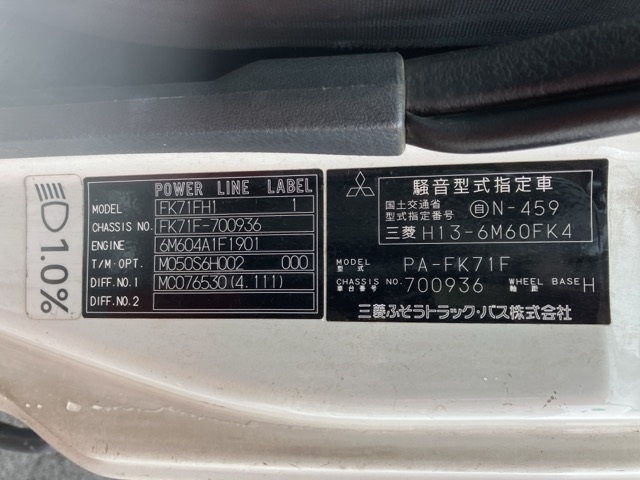 1.0%
POWER LINE LABEL
MODEL FK71FH1 1
CHASSIS NO. FK71F-700936
ENGINE 6M604A1F1901
T/M·OPT. M050S6H002 000
DIFF.NO.1 MC076530(4.111)
DIFF.NO.2
騒音型式指定車
国土交通省
型式指定番号 自N-459
三菱 H13-6M60FK4
MODEL
型式 PA-FK71F
CHASSIS NO.
車台番号 700936 WHEEL BASE
軸距 H
三菱ふそうトラック·バス株式会社